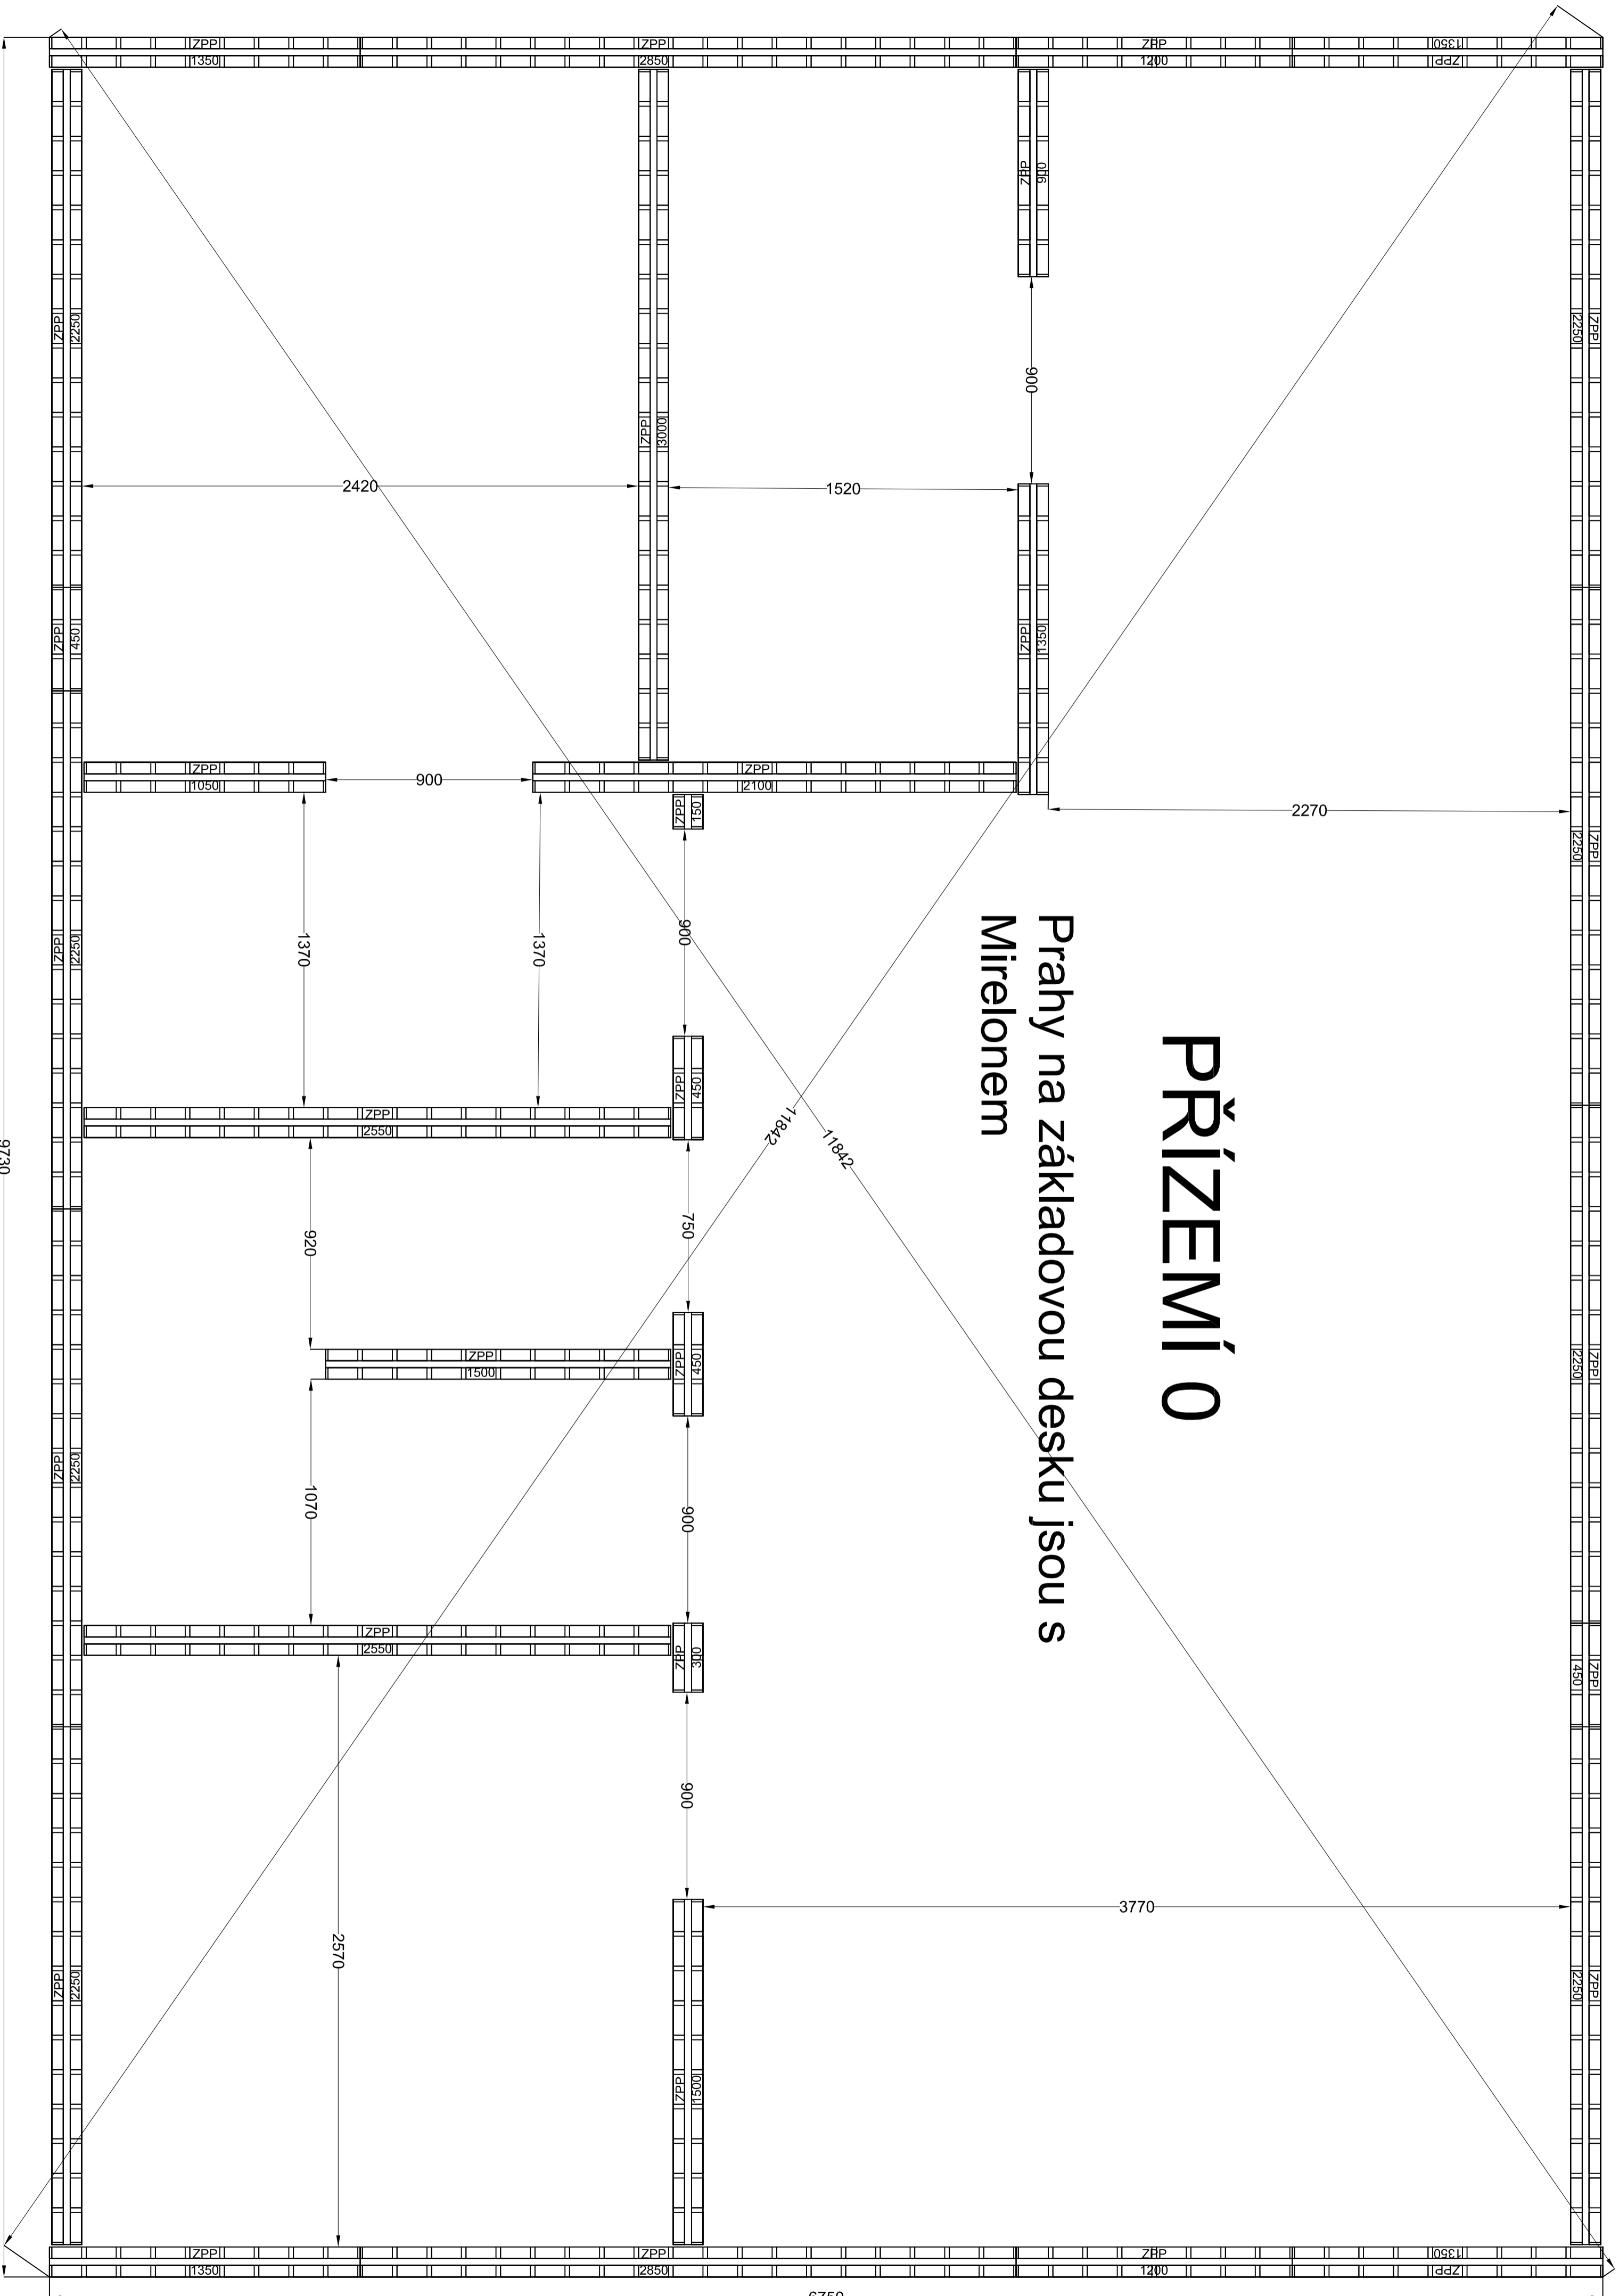 ZPP
1350
ZPP
2850
ZPP
1200
1350
ZPP
ZPP
2250
ZPP
450
ZPP
2250
ZPP
2250
ZPP
2250
ZPP
3000
ZPP
900
900
ZPP
1350
2250
ZPP
2250
ZPP
2250
ZPP
450
ZPP
2250
ZPP
2420
1520
2270
ZPP
1050
900
ZPP
2100
ZPP
150
900
1370
1370
ZPP
450
PŘÍZEMÍ 0
Prahy na základovou desku jsou s
Mirelonem
11842
11842
ZPP
2550
920
750
ZPP
1500
ZPP
450
1070
900
ZPP
2550
ZPP
300
900
2570
3770
ZPP
1500
9730
ZPP
1350
ZPP
2850
ZPP
1200
1350
ZPP
6750